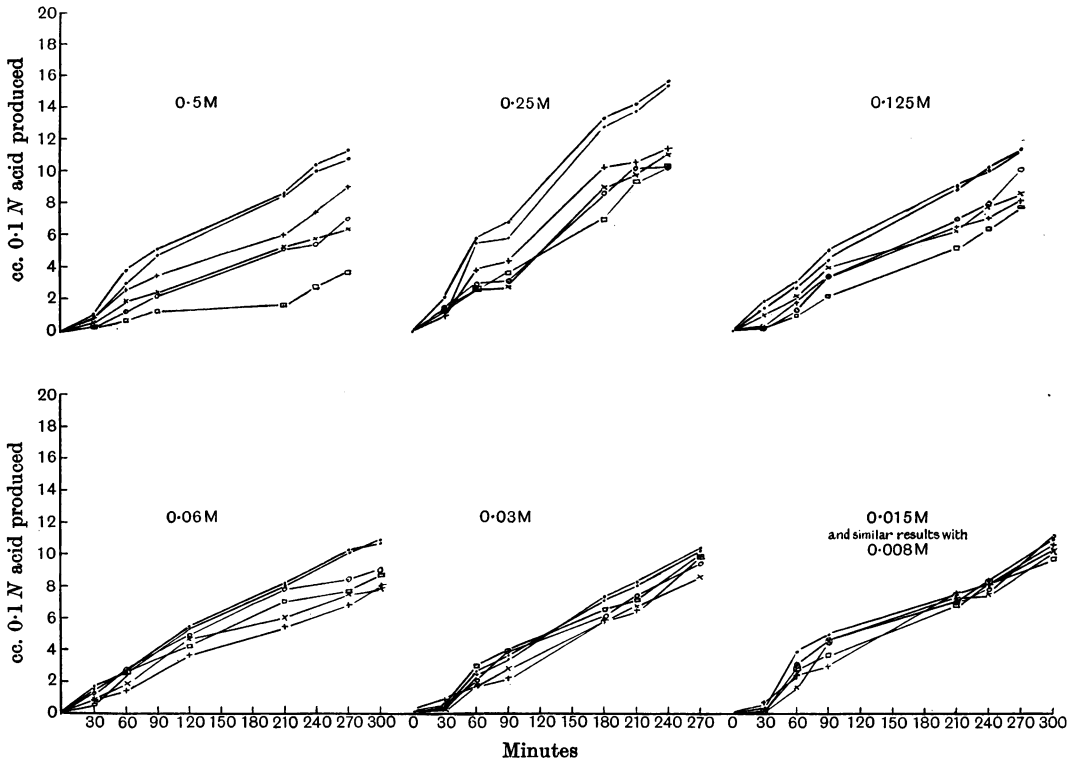 20
18
16
14
12
10
8
6
4
2
0
cc. 0·1 N acid produced
0·5M
0·25M
0·125M
0
0
20
18
16
14
12
10
8
6
4
2
0
cc. 0·1 N acid produced
0·06M
0·03M
0·015M
and similar results with
0·008M
30 60 90 120 150 180 210 240 270 300
0 30 60 90 120 150 180 210 240 270
0 30 60 90 120 150 180 210 240 270 300
Minutes